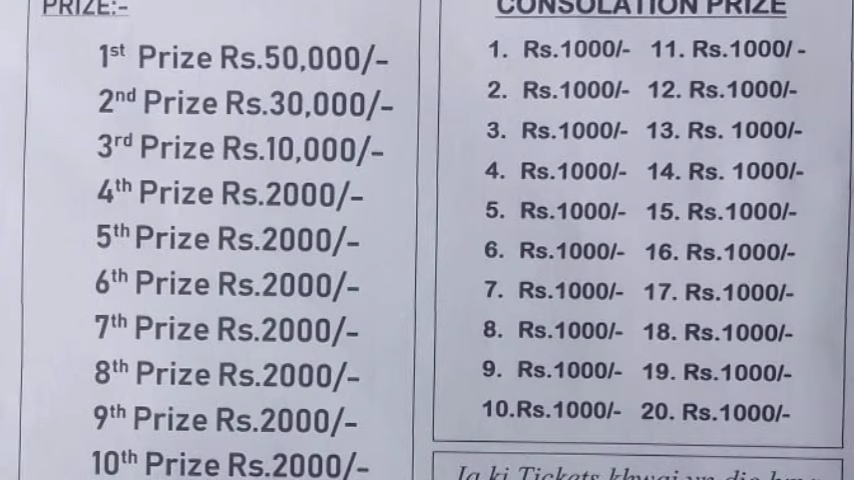 PRIZE:-
1st Prize Rs.50,000/-
2nd Prize Rs.30,000/-
3rd Prize Rs.10,000/-
4th Prize Rs.2000/-
5th Prize Rs.2000/-
6th Prize Rs.2000/-
7th Prize Rs.2000/-
8th Prize Rs.2000/-
9th Prize Rs.2000/-
10th Prize Rs.2000/-
CONSOLATION PRIZE
1. Rs.1000/- 11. Rs.1000/-
2. Rs.1000/- 12. Rs.1000/-
3. Rs.1000/- 13. Rs. 1000/-
4. Rs.1000/- 14. Rs. 1000/-
5. Rs.1000/- 15. Rs. 1000/-
6. Rs.1000/- 16. Rs.1000/-
7. Rs.1000/- 17. Rs.1000/-
8. Rs.1000/- 18. Rs.1000/-
9. Rs.1000/- 19. Rs.1000/-
10.Rs.1000/- 20. Rs.1000/-
Ia ki Tickets